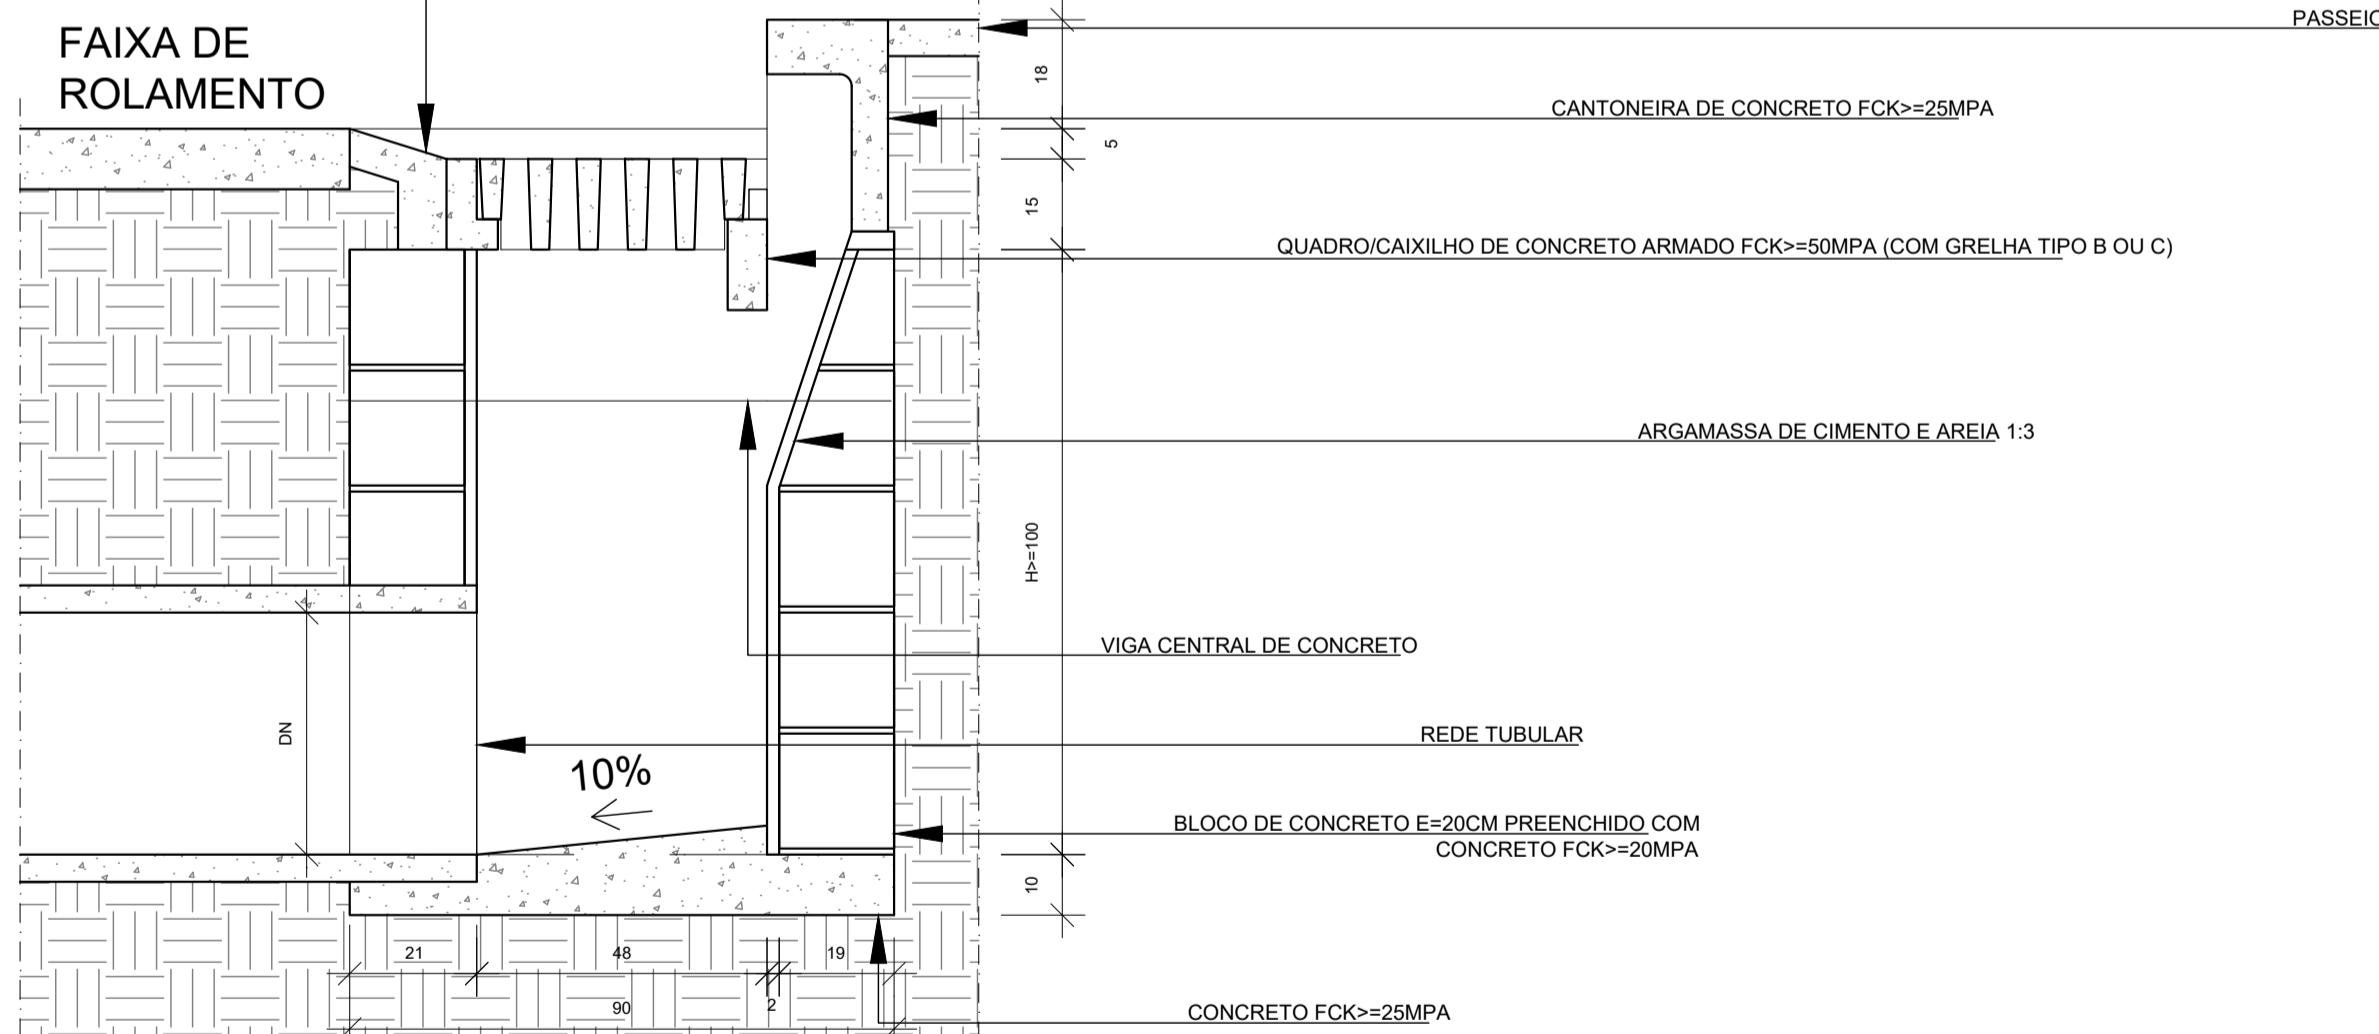 PASSEIO
FAIXA DE
ROLAMENTO
18
CANTONEIRA DE CONCRETO FCK>=25MPA
5
15
QUADRO/CAIXILHO DE CONCRETO ARMADO FCK>=50MPA (COM GRELHA TIPO B OU C)
ARGAMASSA DE CIMENTO E AREIA 1:3
H>=100
VIGA CENTRAL DE CONCRETO
DN
REDE TUBULAR
10%
BLOCO DE CONCRETO E=20CM PREENCHIDO COM
CONCRETO FCK>=20MPA
10
21
48
19
90
2
CONCRETO FCK>=25MPA